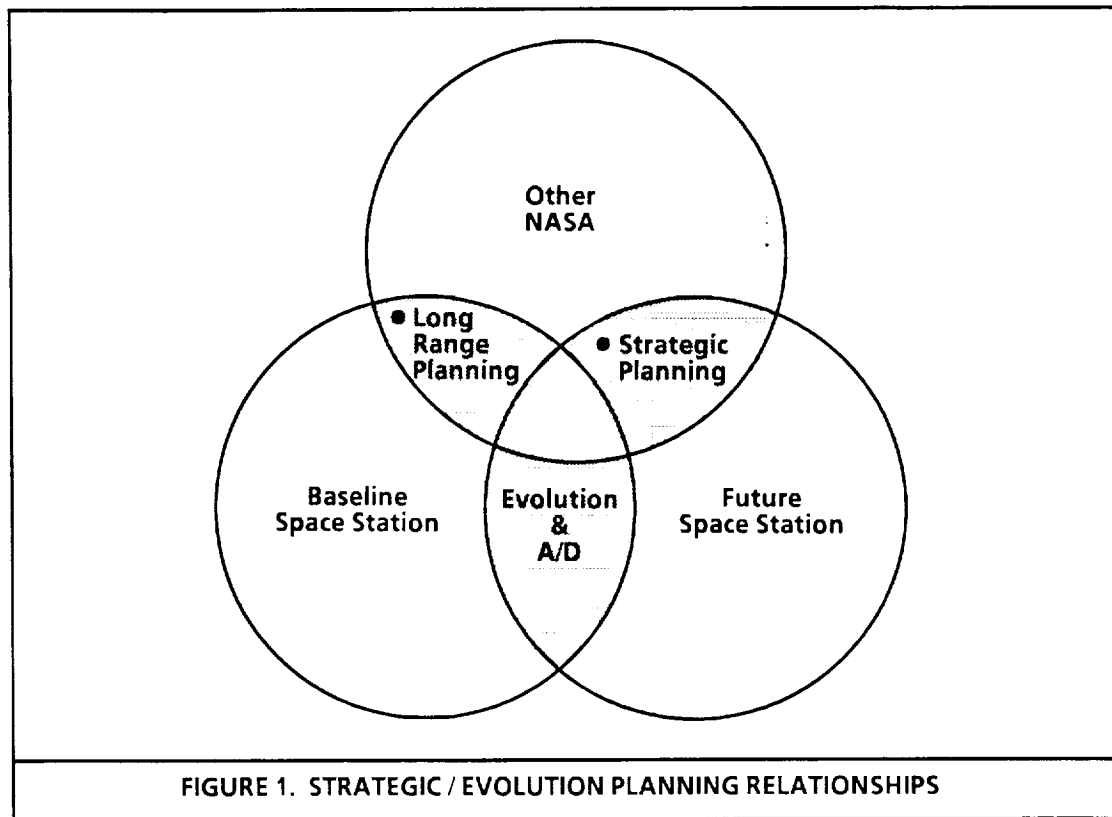 Other
NASA
● Long
Range
Planning
● Strategic
Planning
Baseline
Space Station
Evolution
&
A/D
Future
Space Station
FIGURE 1. STRATEGIC / EVOLUTION PLANNING RELATIONSHIPS